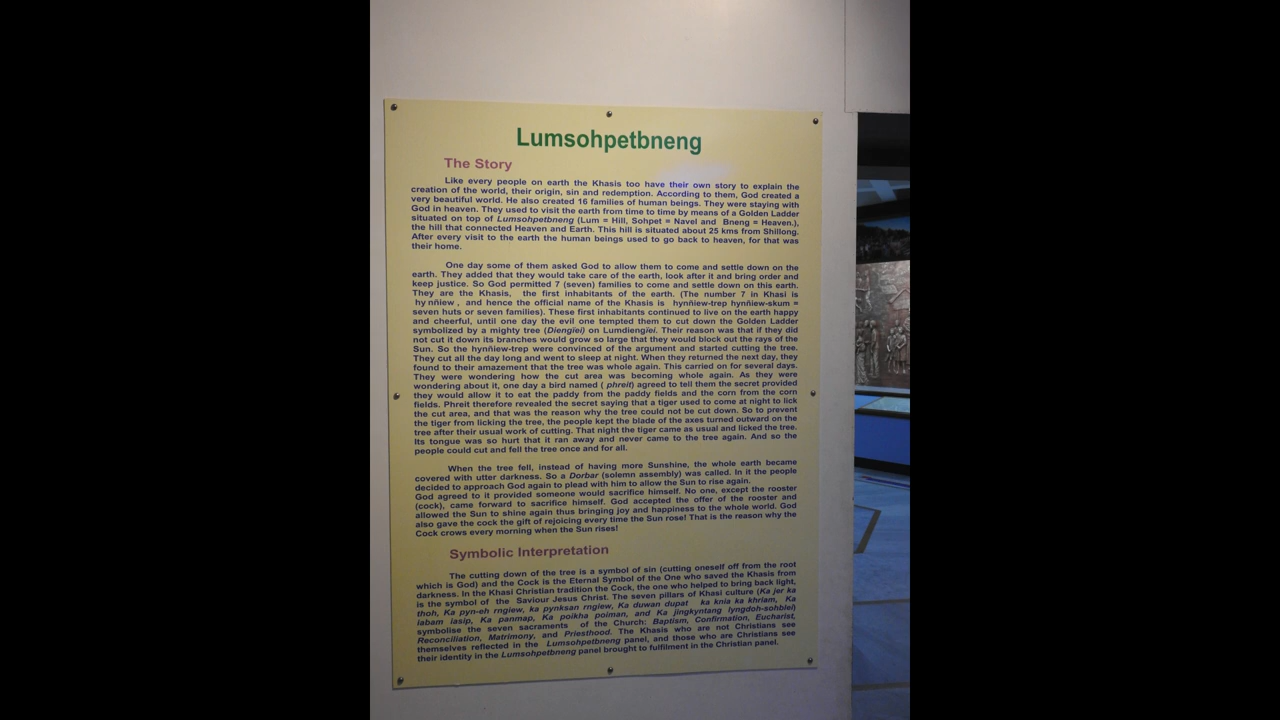 Lumsohpetbneng
The Story
Like every people on earth the Khasis too have their own story to explain the
creation of the world, their origin, sin and redemption. According to them, God created a
very beautiful world. He also created 16 families of human beings. They were staying with
God in heaven. They used to visit the earth from time to time by means of a Golden Ladder
situated on top of Lumsohpetbneng (Lum = Hill, Sohpet = Navel and Bneng = Heaven.),
the hill that connected Heaven and Earth. This hill is situated about 25 kms from Shillong.
After every visit to the earth the human beings used to go back to heaven, for that was
their home.
One day some of them asked God to allow them to come and settle down on the
earth. They added that they would take care of the earth, look after it and bring order and
keep justice. So God permitted 7 (seven) families to come and settle down on this earth.
They are the Khasis, the first inhabitants of the earth. (The number 7 in Khasi is
hy nñiew , and hence the official name of the Khasis is hynñiew-trep hynñiew-skum =
seven huts or seven families). These first inhabitants continued to live on the earth happy
and cheerful, until one day the evil one tempted them to cut down the Golden Ladder
symbolized by a mighty tree (Diengïei) on Lumdiengïei. Their reason was that if they did
not cut it down its branches would grow so large that they would block out the rays of the
Sun. So the hynñiew-trep were convinced of the argument and started cutting the tree.
They cut all the day long and went to sleep at night. When they returned the next day, they
found to their amazement that the tree was whole again. This carried on for several days.
They were wondering how the cut area was becoming whole again. As they were
wondering about it, one day a bird named ( phreit) agreed to tell them the secret provided
they would allow it to eat the paddy from the paddy fields and the corn from the corn
fields. Phreit therefore revealed the secret saying that a tiger used to come at night to lick
the cut area, and that was the reason why the tree could not be cut down. So to prevent
the tiger from licking the tree, the people kept the blade of the axes turned outward on the
tree after their usual work of cutting. That night the tiger came as usual and licked the tree.
Its tongue was so hurt that it ran away and never came to the tree again. And so the
people could cut and fell the tree once and for all.
When the tree fell, instead of having more Sunshine, the whole earth became
covered with utter darkness. So a Dorbar (solemn assembly) was called. In it the people
decided to approach God again to plead with him to allow the Sun to rise again.
God agreed to it provided someone would sacrifice himself. No one, except the rooster
(cock), came forward to sacrifice himself. God accepted the offer of the rooster and
allowed the Sun to shine again thus bringing joy and happiness to the whole world. God
also gave the cock the gift of rejoicing every time the Sun rose! That is the reason why the
Cock crows every morning when the Sun rises!
Symbolic Interpretation
The cutting down of the tree is a symbol of sin (cutting oneself off from the root
which is God) and the Cock is the Eternal Symbol of the One who saved the Khasis from
darkness. In the Khasi Christian tradition the Cock, the one who helped to bring back light,
is the symbol of the Saviour Jesus Christ. The seven pillars of Khasi culture (Ka jer ka
thoh, Ka pyn-eh rngiew, ka pynksan rngiew, Ka duwan dupat ka knia ka khriam, Ka
iabam iasip, Ka panmap, Ka poikha poiman, and Ka jingkyntang lyngdoh-sohblei)
symbolise the seven sacraments of the Church; Baptism, Confirmation, Eucharist,
Reconciliation, Matrimony, and Priesthood. The Khasis who are not Christians see
themselves reflected in the Lumsohpetbneng panel, and those who are Christians see
their identity in the Lumsohpetbneng panel brought to fulfilment in the Christian panel.